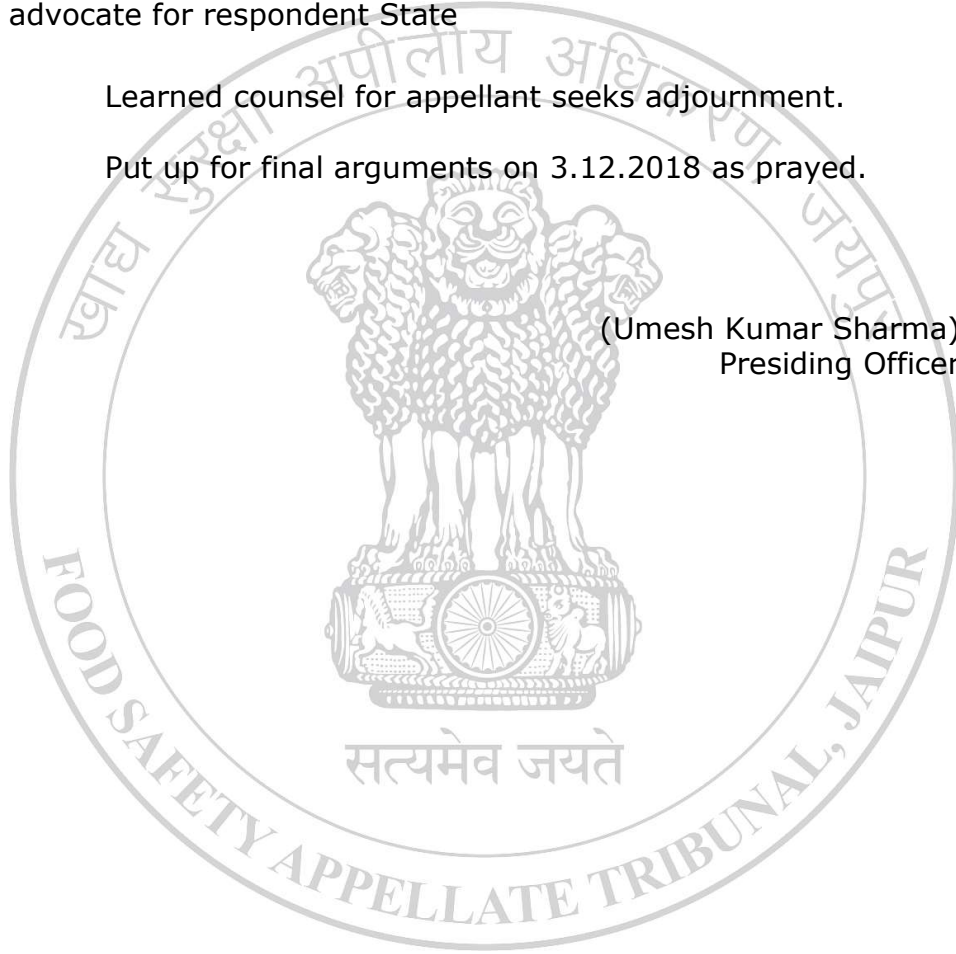 advocate for respondent State
Learned counsel for appellant seeks adjournment.
Put up for final arguments on 3.12.2018 as prayed.
(Umesh Kumar Sharma)
Presiding Officer
खाद्य सुरक्षा अपीलीय अधिकरण, जयपुर
सत्यमेव जयते
FOOD SAFETY APPELLATE TRIBUNAL, JAIPUR